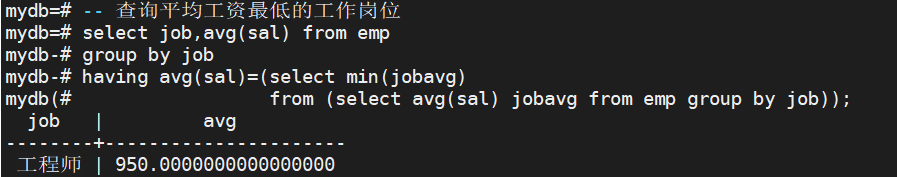 mydb=# -- 查询平均工资最低的工作岗位
mydb=# select job,avg(sal) from emp
mydb-# group by job
mydb-# having avg(sal)=(select min(jobavg)
mydb(#                  from (select avg(sal) jobavg from emp group by job));
  job   |         avg
--------+----------------------
 工程师 | 950.0000000000000000